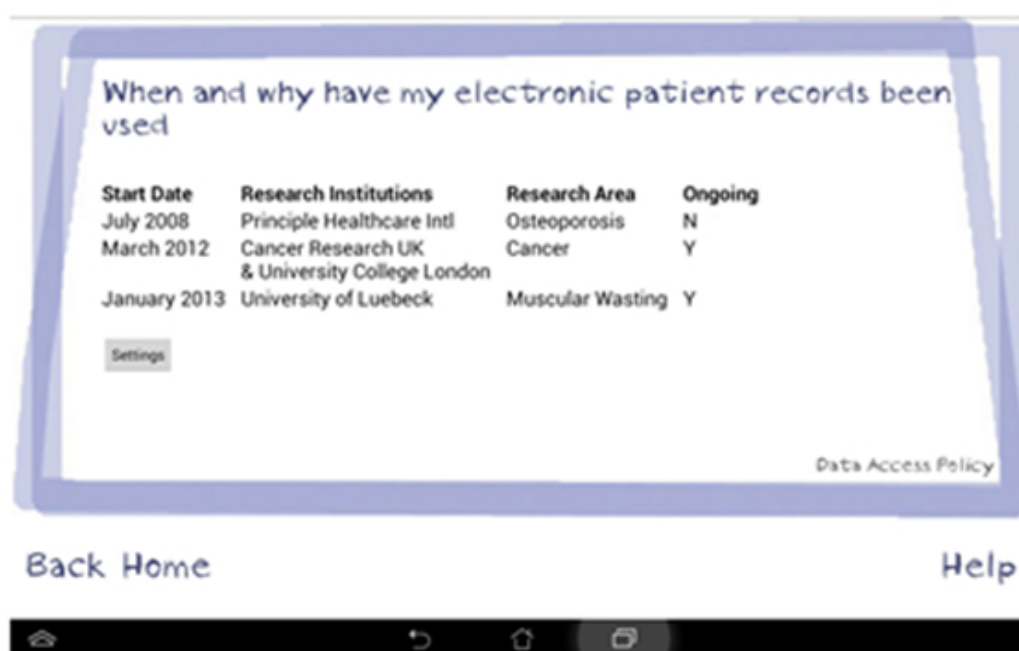 When and why have my electronic patient records been
used
Start Date Research Institutions Research Area Ongoing
July 2008 Principle Healthcare Intl Osteoporosis N
March 2012 Cancer Research UK Cancer Y
& University College London
January 2013 University of Luebeck Muscular Wasting Y
Settings
Data Access Policy
Back Home Help